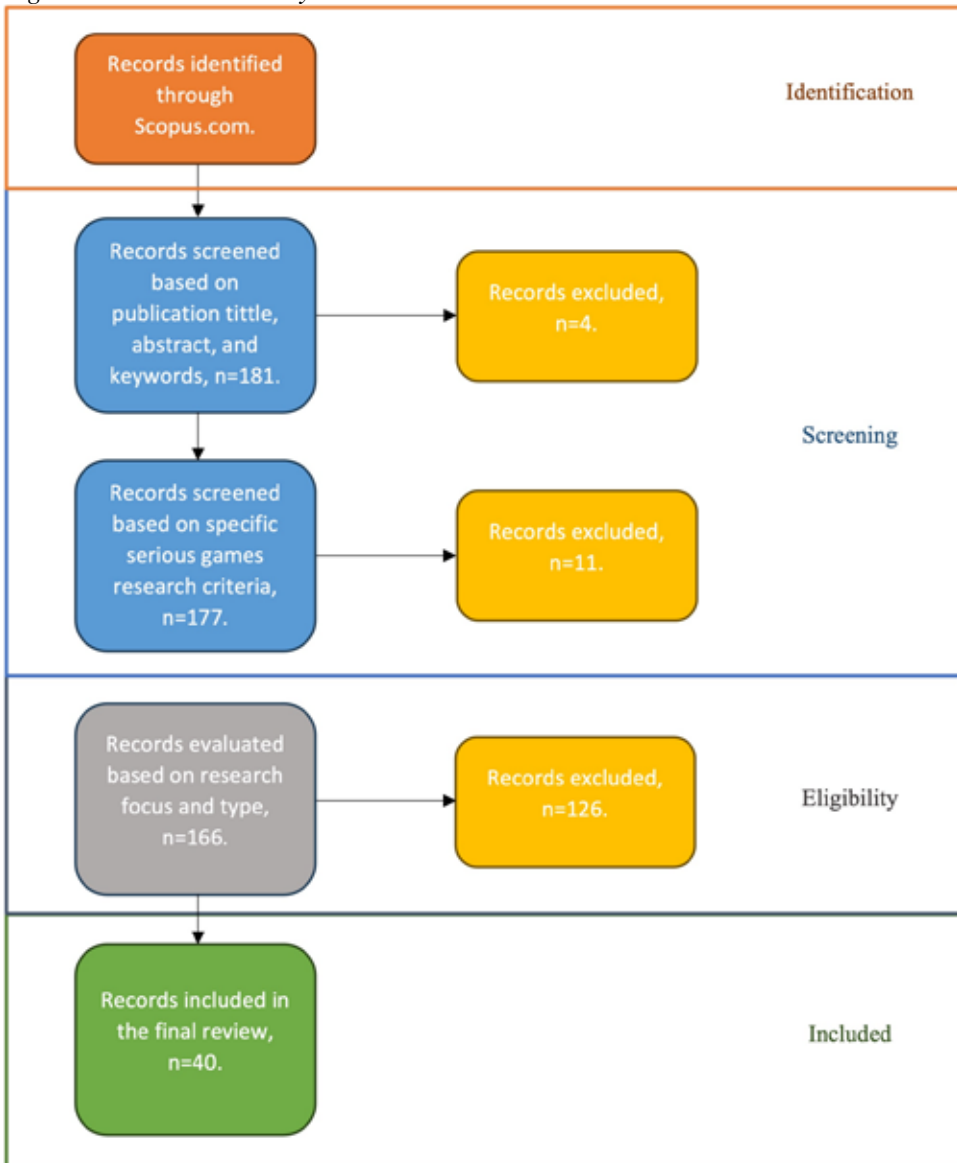 Records identified
through
Scopus.com.
Identification
Records screened
based on
publication tittle,
abstract, and
keywords, n=181.
Records excluded,
n=4.
Screening
Records screened
based on specific
serious games
research criteria,
n=177.
Records excluded,
n=11.
Records evaluated
based on research
focus and type,
n=166.
Records excluded,
n=126.
Eligibility
Records included in
the final review,
n=40.
Included